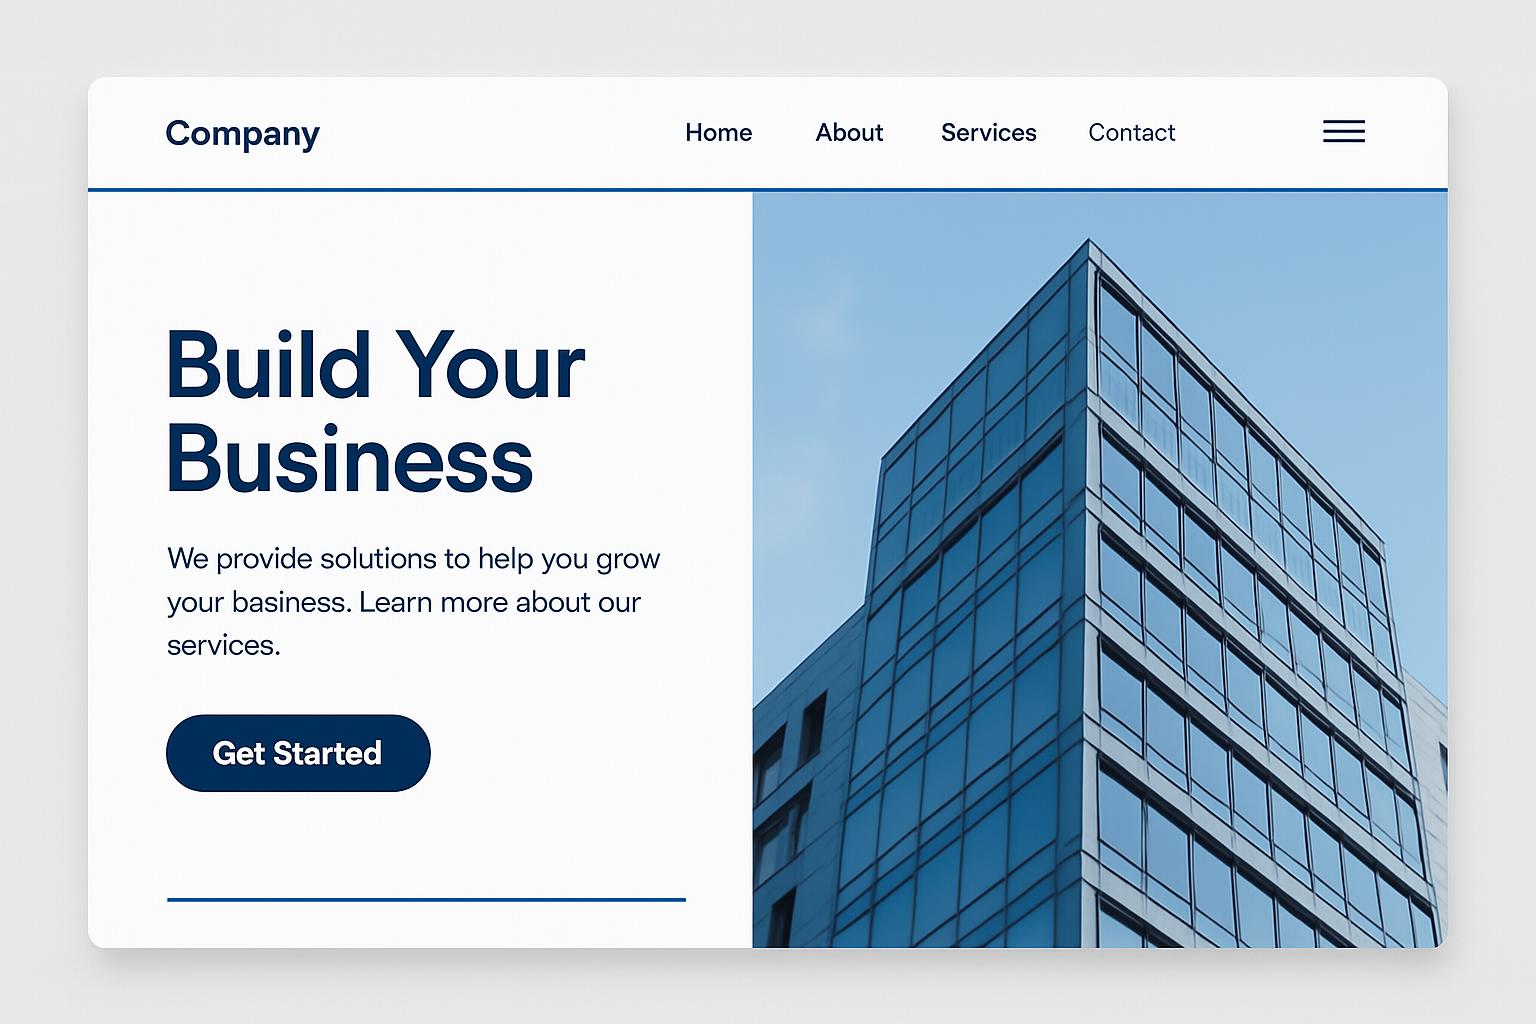 Company
Home About Services Contact
Build Your
Business
We provide solutions to help you grow
your basiness. Learn more about our
services.
Get Started